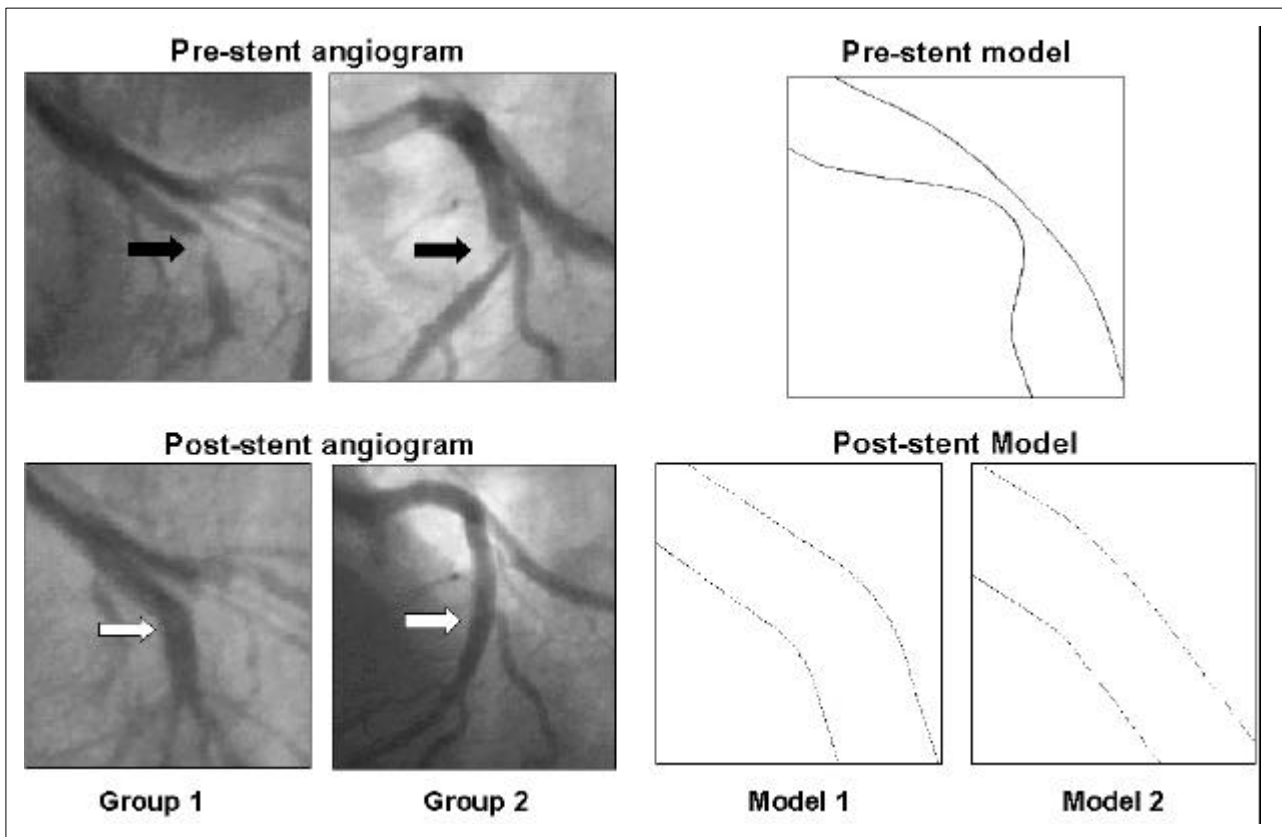 Pre-stent angiogram
Pre-stent model
Post-stent angiogram
Post-stent Model
Group 1
Group 2
Model 1
Model 2